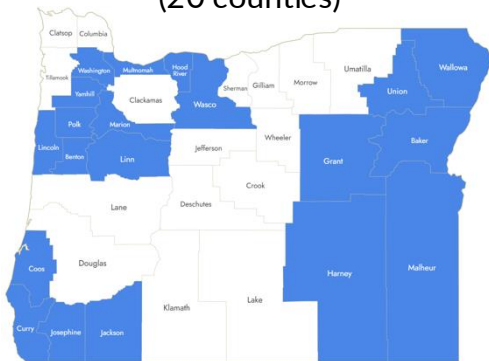 (20 counties)
Clatsop
Columbia
Tillamook
Washington
Multnomah
Hood
River
Yamhill
Clackamas
Wasco
Sherman
Gilliam
Morrow
Umatilla
Union
Wallowa
Polk
Marion
Lincoln
Benton
Linn
Jefferson
Wheeler
Grant
Baker
Crook
Lane
Deschutes
Coos
Douglas
Harney
Malheur
Klamath
Lake
Curry
Josephine
Jackson